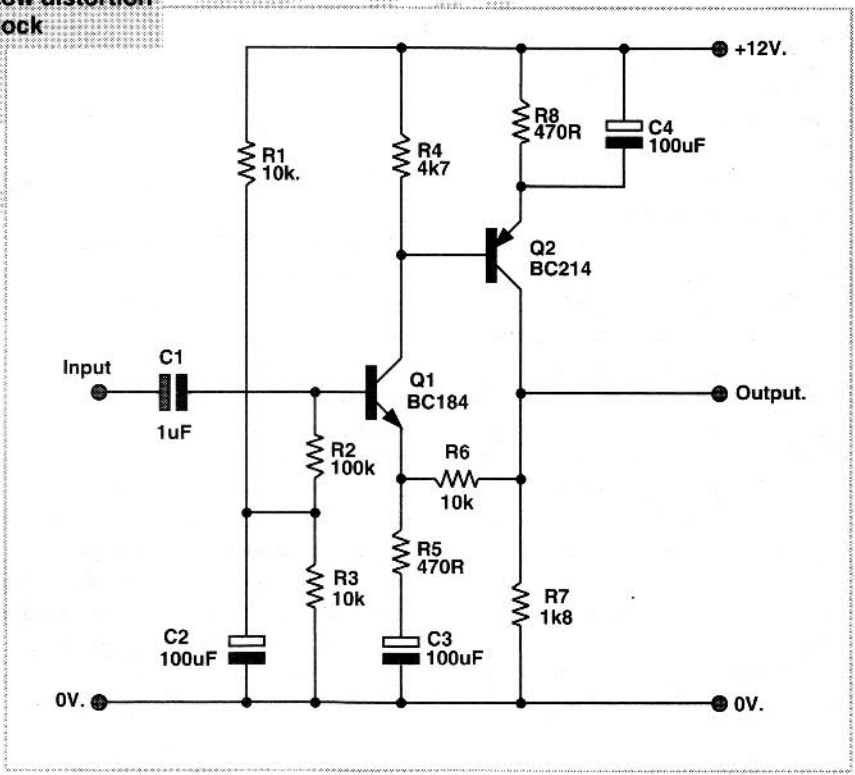 distortion
ock
+12V.
R1
10k.
R4
4k7
R8
470R
C4
100uF
Q2
BC214
Input
C1
1uF
Q1
BC184
Output.
R2
100k
R6
10k
R5
470R
R3
10k
R7
1k8
C2
100uF
C3
100uF
0V.
0V.